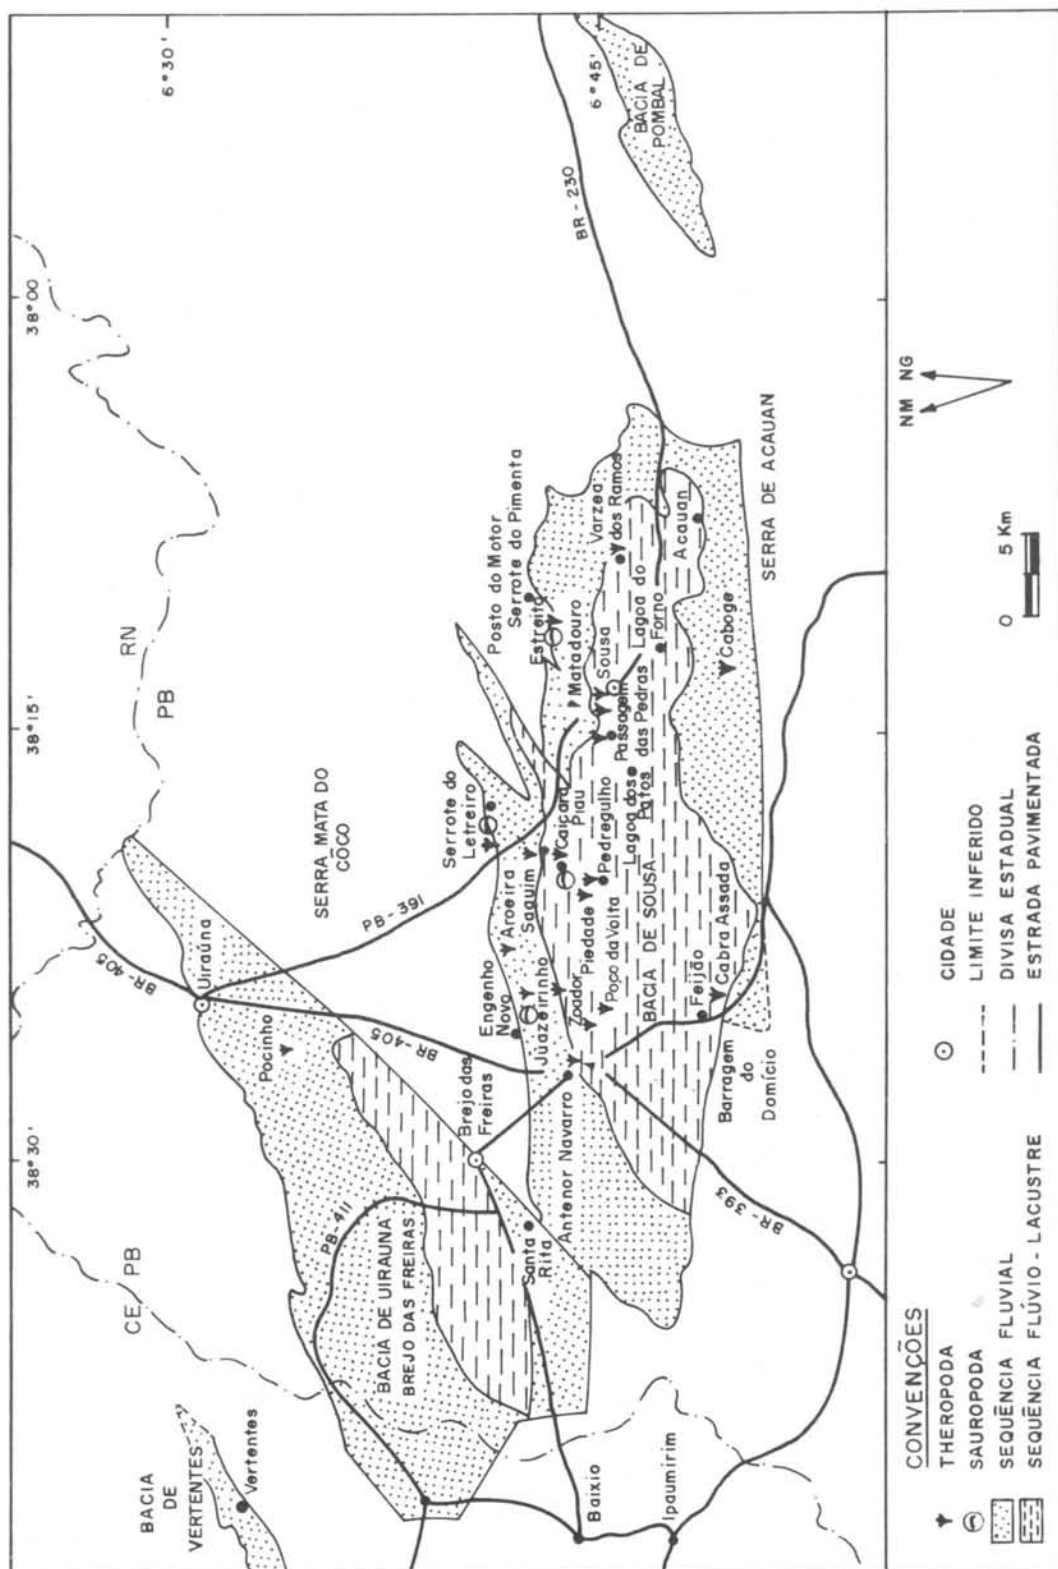 38°30'
38°15'
38°00
6°30'
6°45'
BACIA
DE
VERTENTES
Vertentes
CE
PB
RN
PB
BR-405
Uiraúna
Pocinho
SERRA MATA DO
COCO
PB-391
BR-405
PB-411
BACIA DE UIRAUNA
BREJO DAS FREIRAS
Brejo das
Freiras
Santa
Rita
Antenor Navarro
Engenho
Novo
Juazeirinho
Aroeira
Saguim
Serrote do
Letreiro
Zoador
Piedade
Poço da Volta
Caiçara
Piau
Pedregulho
Lagoa dos
Patos
BACIA DE SOUSA
Posto do Motor
Serrote do Pimenta
Estreito
Matadouro
Sousa
Passagem
das Pedras
Varzea
dos Ramos
Lagoa do
Forno
Acauan
Caboge
SERRA DE ACAUAN
Feijão
Cabra Assada
Barragem
do
Domício
BR-393
BR-230
BACIA DE
POMBAL
Baixio
Ipaumirim
CONVENÇÕES
THEROPODA
SAUROPODA
SEQUÊNCIA FLUVIAL
SEQUÊNCIA FLÚVIO-LACUSTRE
CIDADE
LIMITE INFERIDO
DIVISA ESTADUAL
ESTRADA PAVIMENTADA
0 5 Km
NM NG